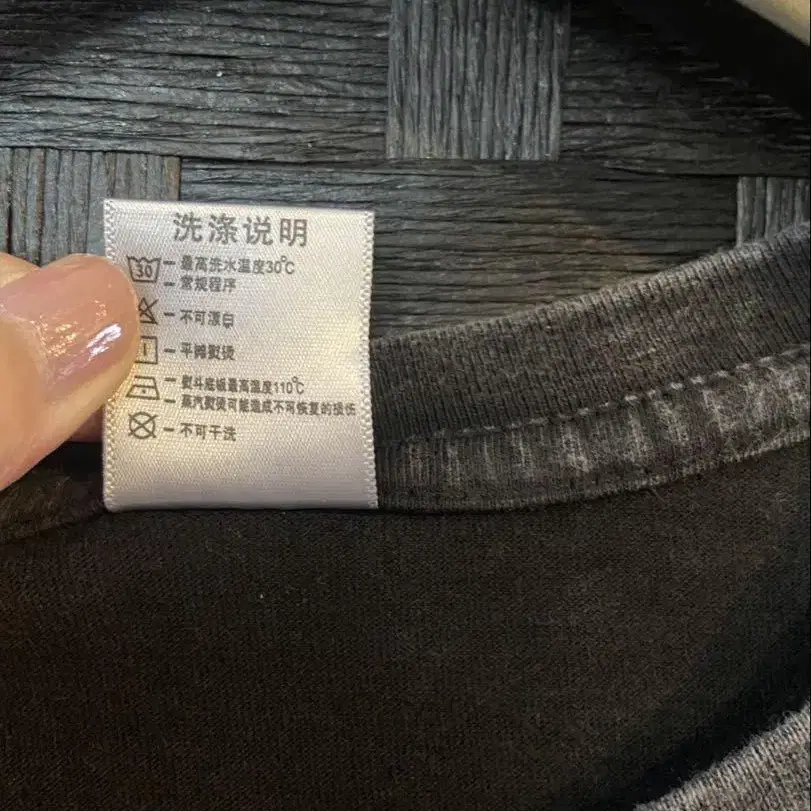 洗涤说明
30 - 最高洗水温度30℃
- 常规程序
- 不可漂白
- 平摊熨烫
- 熨斗底板最高温度110℃
- 蒸汽熨烫可能造成不可恢复的损伤
- 不可干洗